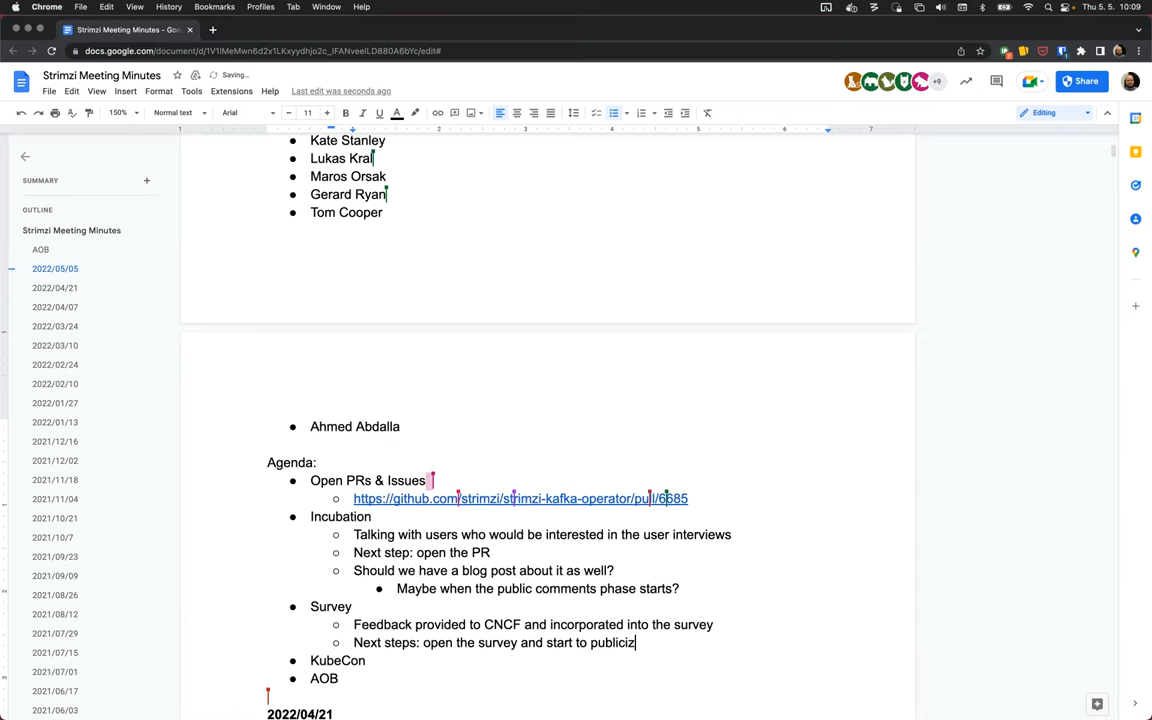 Chrome File Edit View History Bookmarks Profiles Tab Window Help Thu 5. 5. 10:09
Strimzi Meeting Minutes - Goo
docs.google.com/document/d/1V1lMeMwn6d2x1LKxyydhjo2c_IFANveeILD880A6bYc/edit#
Strimzi Meeting Minutes Saving…
+9 Share
File Edit View Insert Format Tools Extensions Help Last edit was seconds ago
150% Normal text Arial 11 Editing
1 1 2 3 4 5 6 7
SUMMARY
OUTLINE
Strimzi Meeting Minutes
AOB
2022/05/05
2022/04/21
2022/04/07
2022/03/24
2022/03/10
2022/02/24
2022/02/10
2022/01/27
2022/01/13
2021/12/16
2021/12/02
2021/11/18
2021/11/04
2021/10/21
2021/10/7
2021/09/23
2021/09/09
2021/08/26
2021/08/12
2021/07/29
2021/07/15
2021/07/01
2021/06/17
2021/06/03
● Kate Stanley
● Lukas Kral
● Maros Orsak
● Gerard Ryan
● Tom Cooper
● Ahmed Abdalla
Agenda:
● Open PRs & Issues
○ https://github.com/strimzi/strimzi-kafka-operator/pull/6685
● Incubation
○ Talking with users who would be interested in the user interviews
○ Next step: open the PR
○ Should we have a blog post about it as well?
● Maybe when the public comments phase starts?
● Survey
○ Feedback provided to CNCF and incorporated into the survey
○ Next steps: open the survey and start to publiciz
● KubeCon
● AOB
2022/04/21